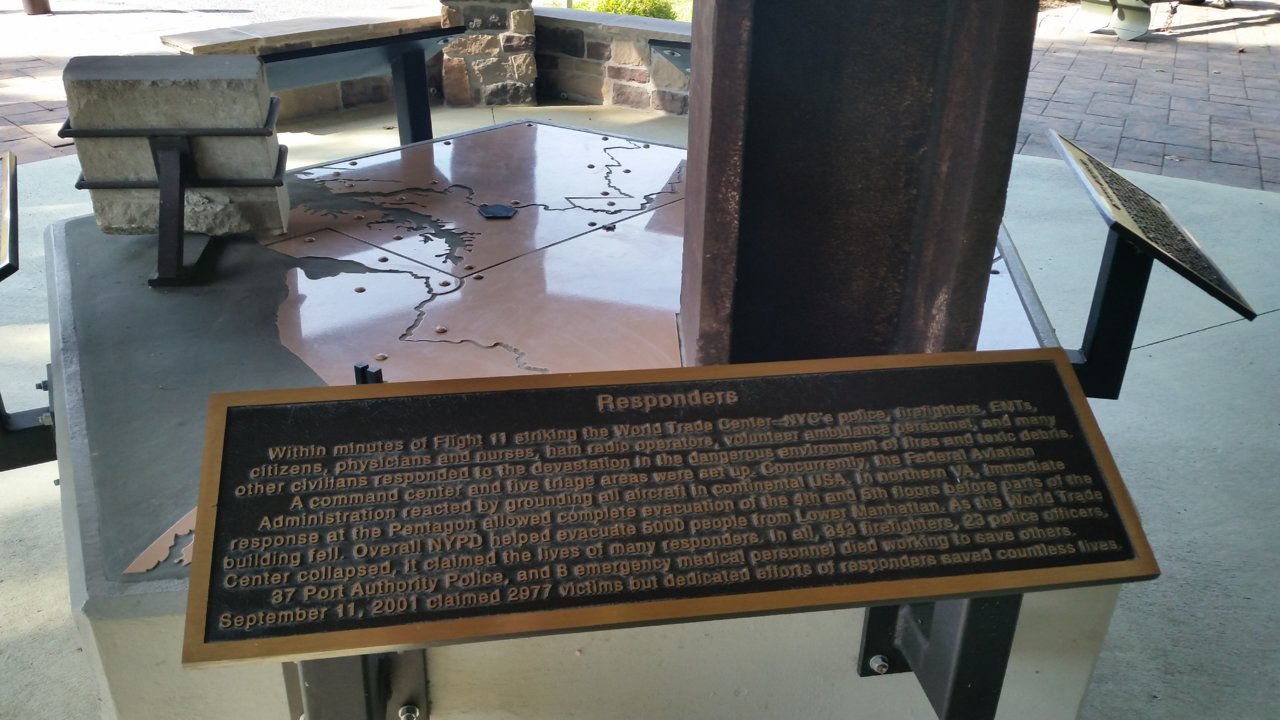 Responders
Within minutes of Flight 11 striking the World Trade Center—NYC's police, firefighters, EMTs,
citizens, physicians and nurses, ham radio operators, volunteer ambulance personnel, and many
other civilians responded to the devastation in the dangerous environment of fires and toxic debris.
A command center and five triage areas were set up. Concurrently, the Federal Aviation
Administration reacted by grounding all aircraft in continental USA. In northern VA, immediate
response at the Pentagon allowed complete evacuation of the 4th and 5th floors before parts of the
building fell. Overall NYPD helped evacuate 5000 people from Lower Manhattan. As the World Trade
Center collapsed, it claimed the lives of many responders. In all, 343 firefighters, 23 police officers,
37 Port Authority Police, and 8 emergency medical personnel died working to save others.
September 11, 2001 claimed 2977 victims but dedicated efforts of responders saved countless lives.